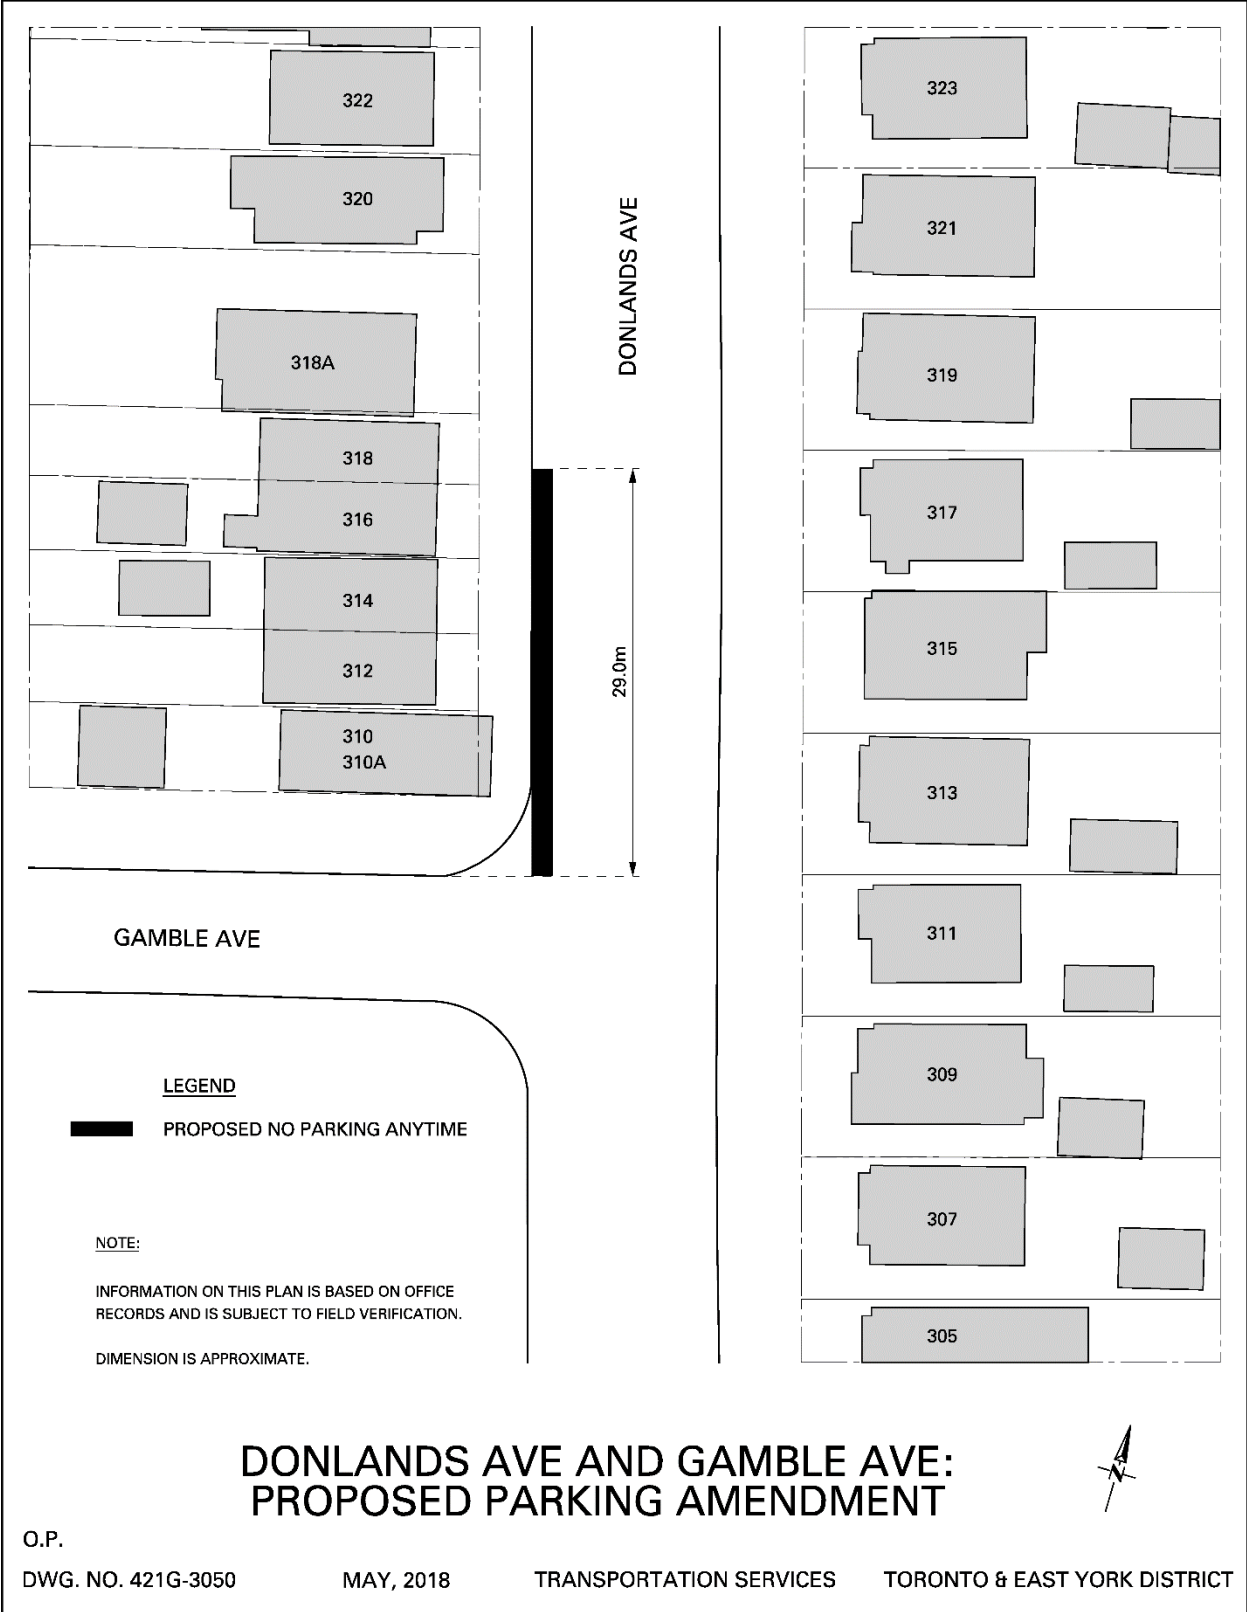 322
320
318A
318
316
314
312
310
310A
DONLANDS AVE
29.0m
323
321
319
317
315
313
311
309
307
305
GAMBLE AVE
LEGEND
PROPOSED NO PARKING ANYTIME
NOTE:
INFORMATION ON THIS PLAN IS BASED ON OFFICE
RECORDS AND IS SUBJECT TO FIELD VERIFICATION.
DIMENSION IS APPROXIMATE.
DONLANDS AVE AND GAMBLE AVE:
PROPOSED PARKING AMENDMENT
N
O.P.
DWG. NO. 421G-3050 MAY, 2018 TRANSPORTATION SERVICES TORONTO & EAST YORK DISTRICT